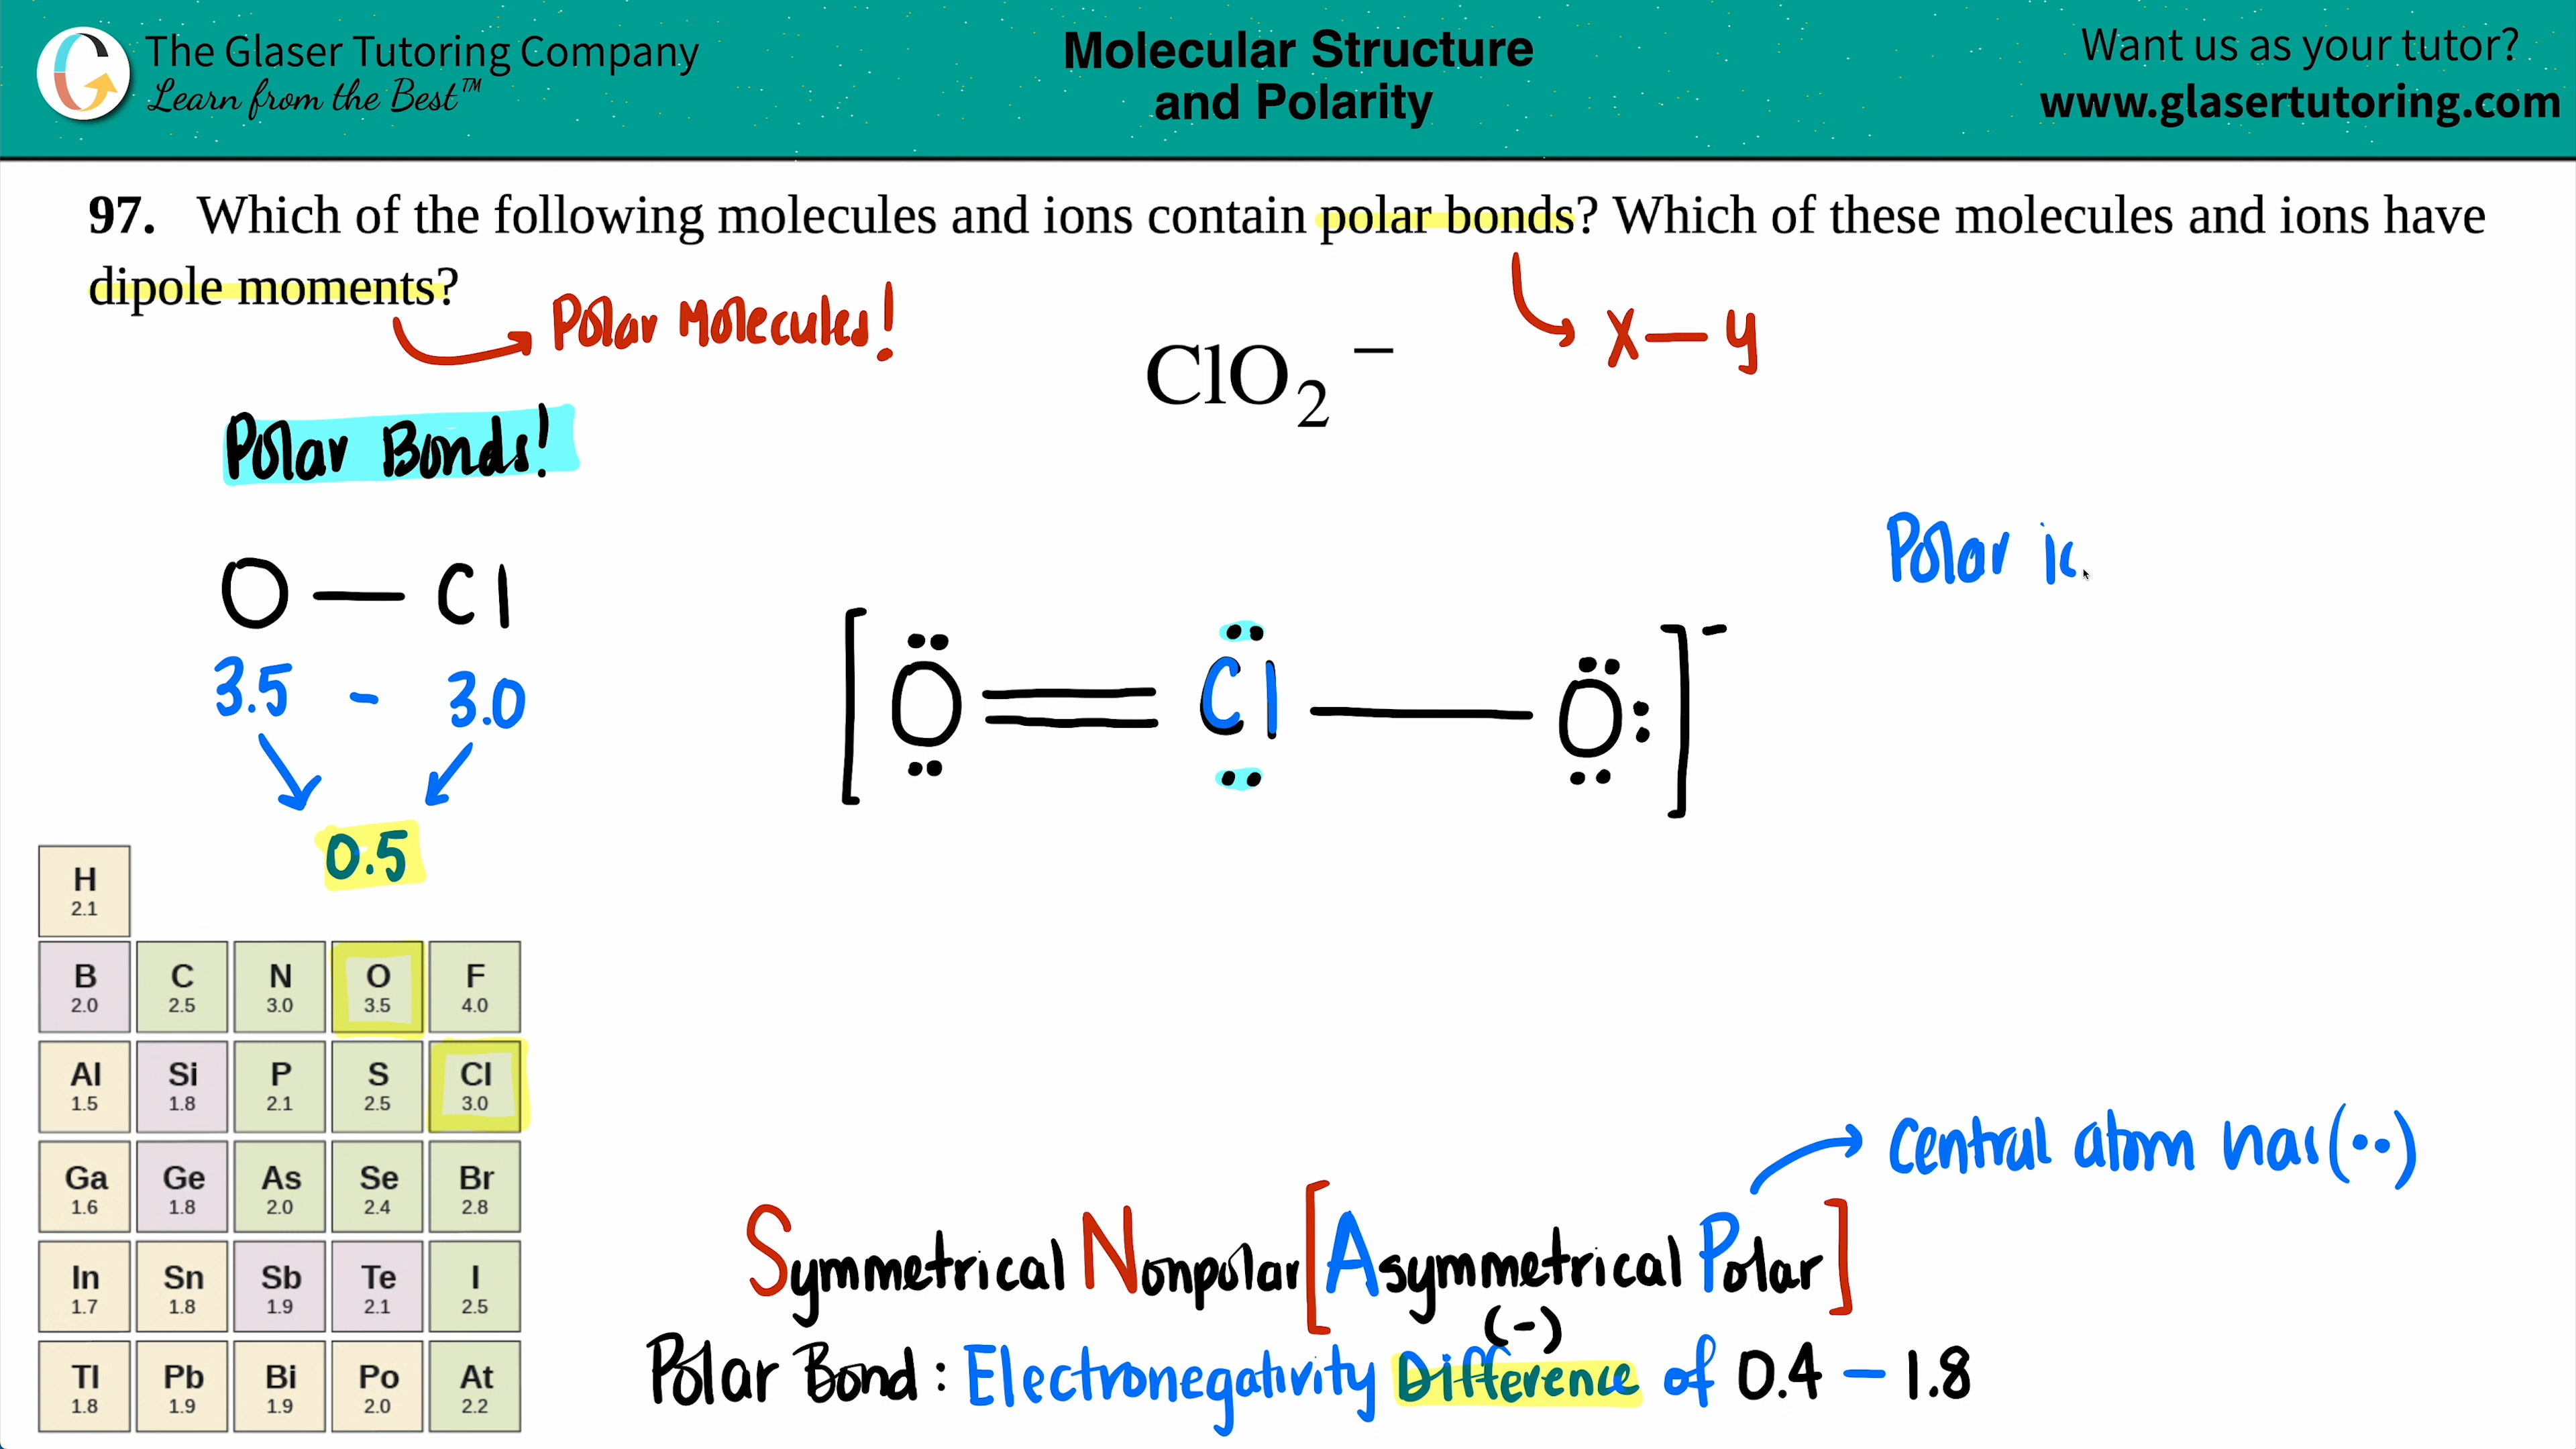 The Glaser Tutoring Company
Learn from the Best™
Molecular Structure
and Polarity
Want us as your tutor?
www.glasertutoring.com
97. Which of the following molecules and ions contain polar bonds? Which of these molecules and ions have
dipole moments?
Polar Molecules!
X — Y
ClO₂⁻
Polar Bonds!
Polar
O — Cl
3.5 - 3.0
0.5
[Ö = Cl — Ö:]⁻
H
2.1
B C N O F
2.0 2.5 3.0 3.5 4.0
Al Si P S Cl
1.5 1.8 2.1 2.5 3.0
Ga Ge As Se Br
1.6 1.8 2.0 2.4 2.8
In Sn Sb Te I
1.7 1.8 1.9 2.1 2.5
Tl Pb Bi Po At
1.8 1.9 1.9 2.0 2.2
Central atom has (••)
Symmetrical Nonpolar [Asymmetrical Polar]
(-)
Polar Bond: Electronegativity Difference of 0.4 – 1.8